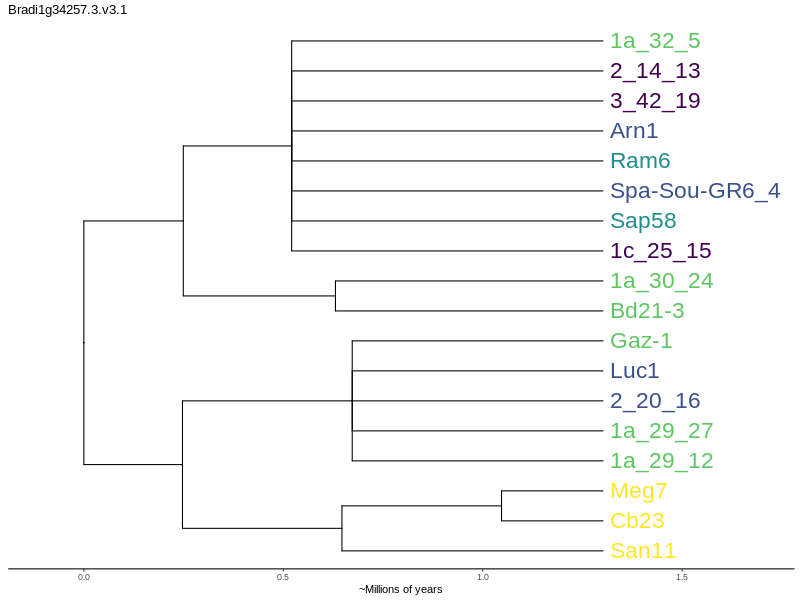 Bradi1g34257.3.v3.1
1a_32_5
2_14_13
3_42_19
Arn1
Ram6
Spa-Sou-GR6_4
Sap58
1c_25_15
1a_30_24
Bd21-3
Gaz-1
Luc1
2_20_16
1a_29_27
1a_29_12
Meg7
Cb23
San11
0.0 0.5 1.0 1.5
~Millions of years